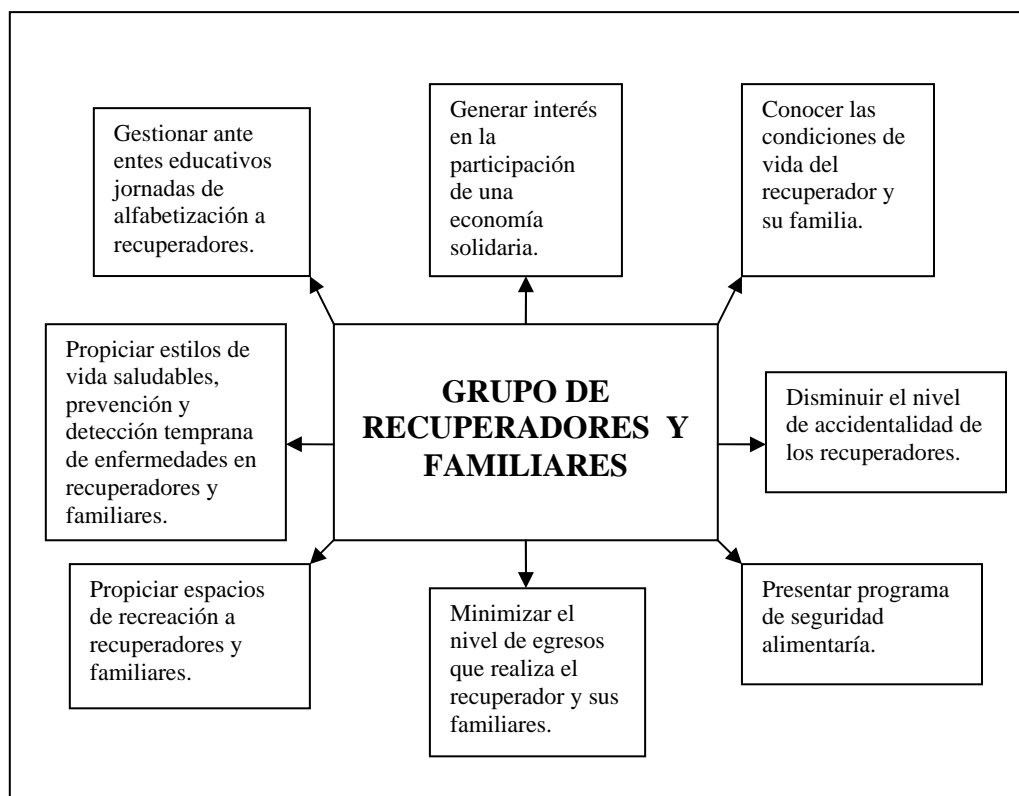 Gestionar ante
entes educativos
jornadas de
alfabetización a
recuperadores.
Generar interés
en la
participación
de una
economía
solidaria.
Conocer las
condiciones de
vida del
recuperador y
su familia.
Propiciar estilos de
vida saludables,
prevención y
detección temprana
de enfermedades en
recuperadores y
familiares.
GRUPO DE
RECUPERADORES Y
FAMILIARES
Disminuir el nivel
de accidentalidad de
los recuperadores.
Propiciar espacios
de recreación a
recuperadores y
familiares.
Minimizar el
nivel de egresos
que realiza el
recuperador y sus
familiares.
Presentar programa
de seguridad
alimentaría.